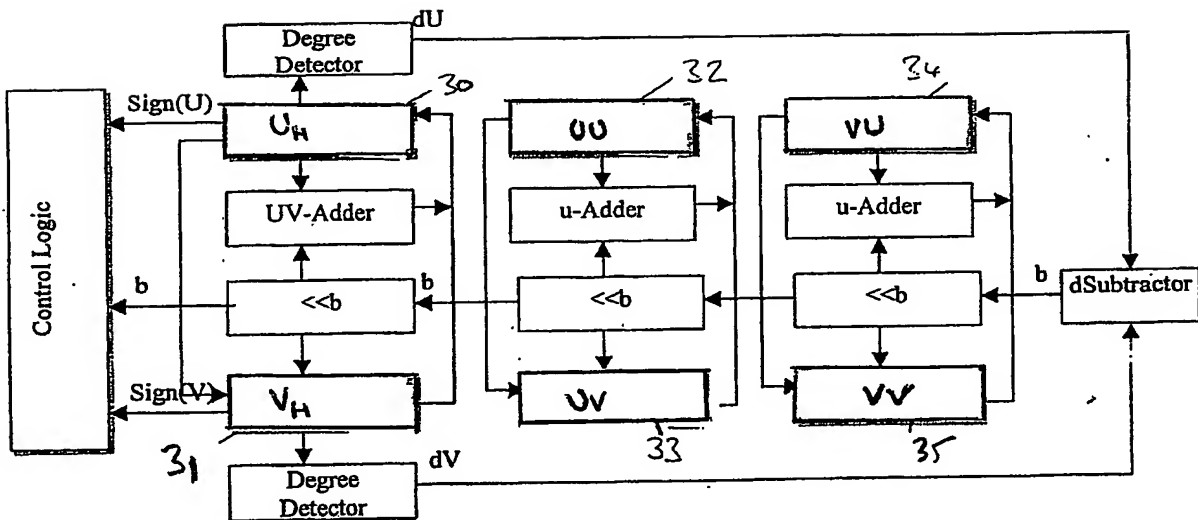 dU
Degree
Detector
30
32
34
Sign(U)
U_H
UU
VU
Control Logic
UV-Adder
u-Adder
u-Adder
b
<<b
b
<<b
<<b
b
dSubtractor
Sign(V)
V_H
UV
VV
31
33
35
dV
Degree
Detector